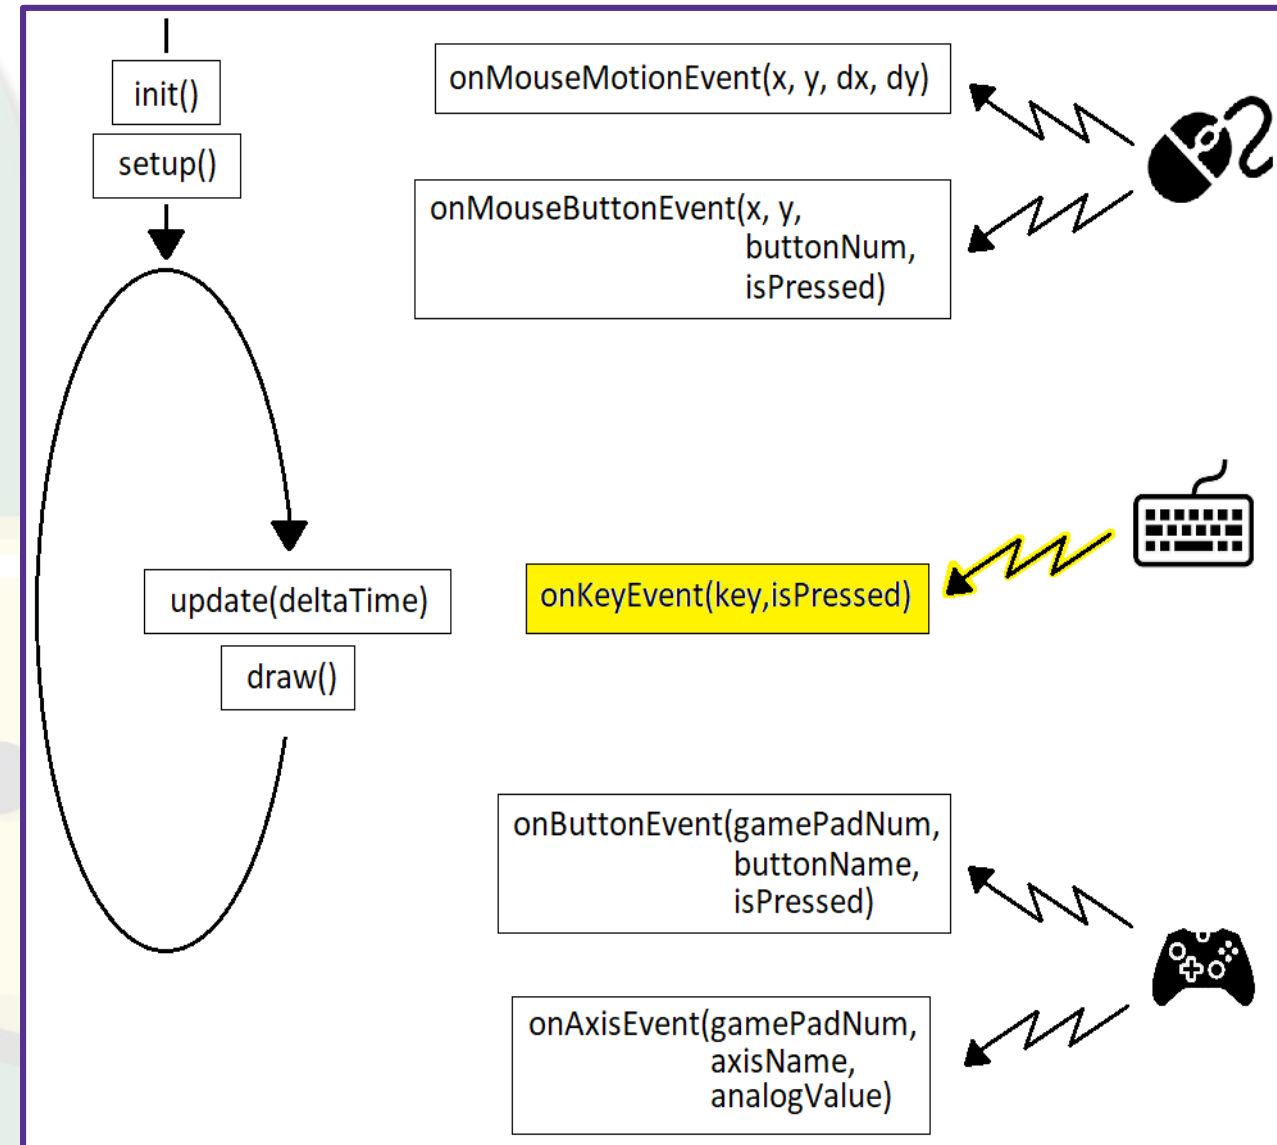 init()
setup()
onMouseMotionEvent(x, y, dx, dy)
onMouseButtonEvent(x, y,
buttonNum,
isPressed)
update(deltaTime)
draw()
onKeyEvent(key,isPressed)
onButtonEvent(gamePadNum,
buttonName,
isPressed)
onAxisEvent(gamePadNum,
axisName,
analogValue)